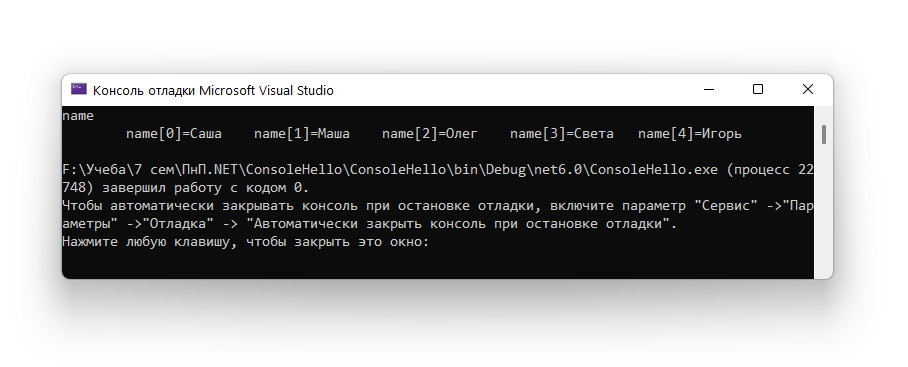 Консоль отладки Microsoft Visual Studio
name
name[0]=Саша name[1]=Маша name[2]=Олег name[3]=Света name[4]=Игорь
F:\Учеба\7 сем\ПнП.NET\ConsoleHello\ConsoleHello\bin\Debug\net6.0\ConsoleHello.exe (процесс 22
748) завершил работу с кодом 0.
Чтобы автоматически закрывать консоль при остановке отладки, включите параметр "Сервис" ->"Пар
аметры" ->"Отладка" -> "Автоматически закрыть консоль при остановке отладки".
Нажмите любую клавишу, чтобы закрыть это окно: